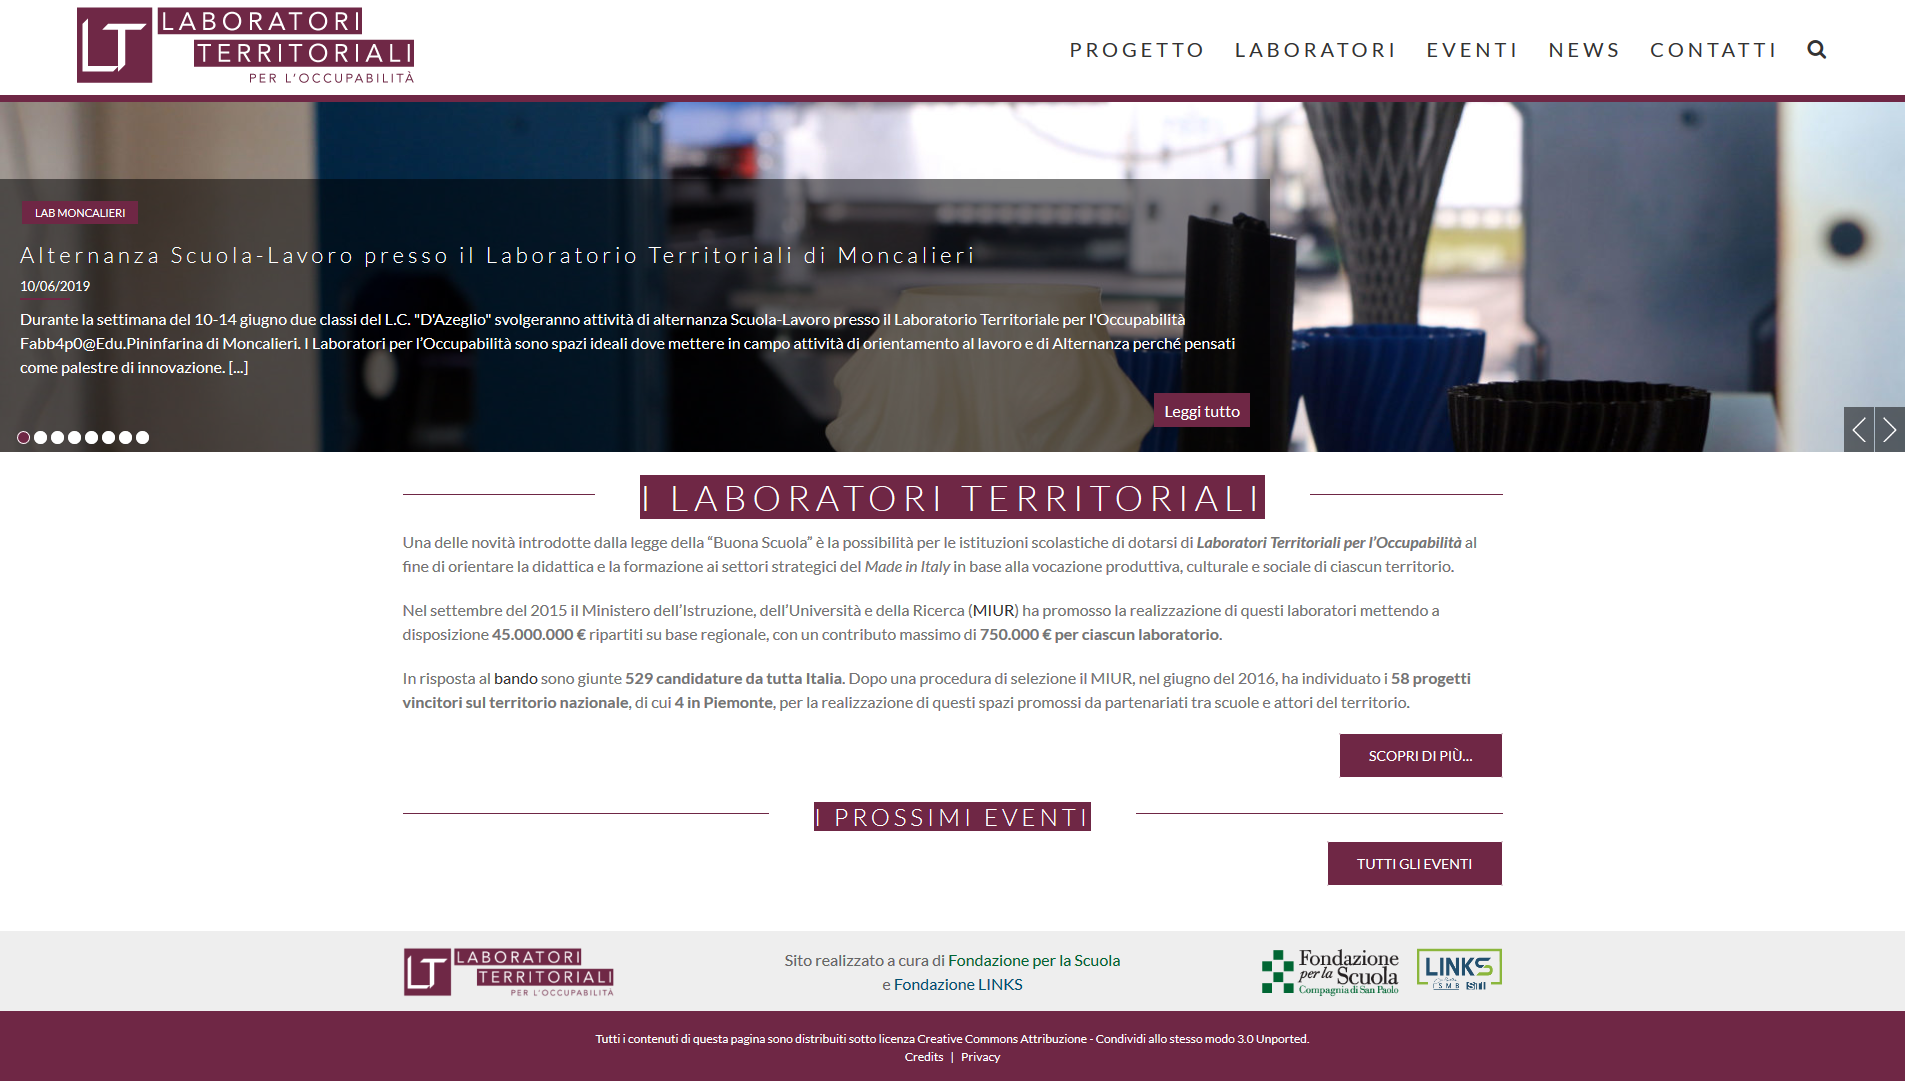 LT LABORATORI
TERRITORIALI
PER L'OCCUPABILITÀ
PROGETTO LABORATORI EVENTI NEWS CONTATTI
LAB MONCALIERI
Alternanza Scuola-Lavoro presso il Laboratorio Territoriali di Moncalieri
10/06/2019
Durante la settimana del 10-14 giugno due classi del L.C. "D'Azeglio" svolgeranno attività di alternanza Scuola-Lavoro presso il Laboratorio Territoriale per l'Occupabilità
Fabb4p0@Edu.Pininfarina di Moncalieri. I Laboratori per l’Occupabilità sono spazi ideali dove mettere in campo attività di orientamento al lavoro e di Alternanza perché pensati
come palestre di innovazione. [...]
Leggi tutto
I LABORATORI TERRITORIALI
Una delle novità introdotte dalla legge della “Buona Scuola” è la possibilità per le istituzioni scolastiche di dotarsi di Laboratori Territoriali per l’Occupabilità al
fine di orientare la didattica e la formazione ai settori strategici del Made in Italy in base alla vocazione produttiva, culturale e sociale di ciascun territorio.
Nel settembre del 2015 il Ministero dell’Istruzione, dell’Università e della Ricerca (MIUR) ha promosso la realizzazione di questi laboratori mettendo a
disposizione 45.000.000 € ripartiti su base regionale, con un contributo massimo di 750.000 € per ciascun laboratorio.
In risposta al bando sono giunte 529 candidature da tutta Italia. Dopo una procedura di selezione il MIUR, nel giugno del 2016, ha individuato i 58 progetti
vincitori sul territorio nazionale, di cui 4 in Piemonte, per la realizzazione di questi spazi promossi da partenariati tra scuole e attori del territorio.
SCOPRI DI PIÙ...
I PROSSIMI EVENTI
TUTTI GLI EVENTI
LT LABORATORI
TERRITORIALI
PER L'OCCUPABILITÀ
Sito realizzato a cura di Fondazione per la Scuola
e Fondazione LINKS
Fondazione
per la Scuola
Compagnia di San Paolo
LINKS
SMB SiTI
Tutti i contenuti di questa pagina sono distribuiti sotto licenza Creative Commons Attribuzione - Condividi allo stesso modo 3.0 Unported.
Credits | Privacy